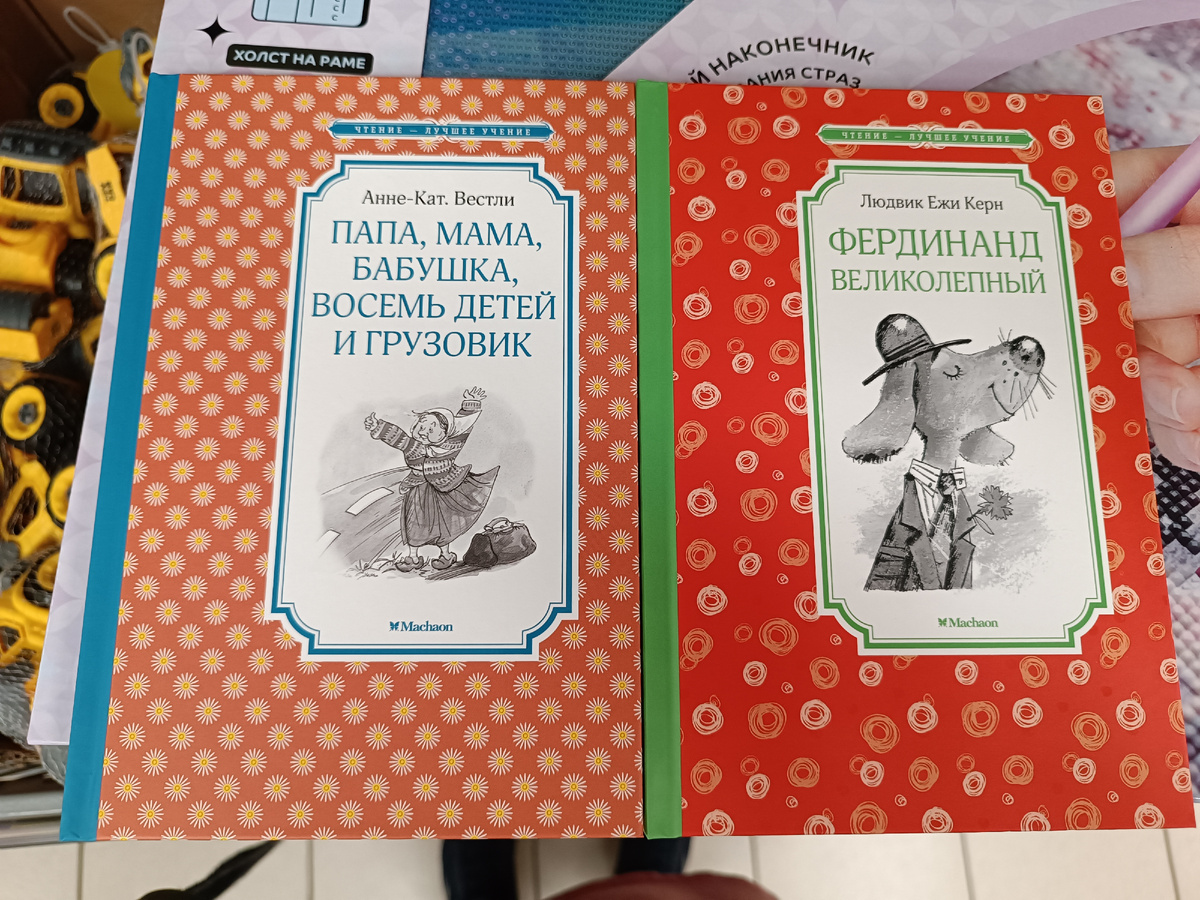 ХОЛСТ НА РАМЕ
НАКОНЕЧНИК
СТРАЗ
ЧТЕНИЕ — ЛУЧШЕЕ УЧЕНИЕ
Анне-Кат. Вестли
ПАПА, МАМА,
БАБУШКА,
ВОСЕМЬ ДЕТЕЙ
И ГРУЗОВИК
Machaon
ЧТЕНИЕ — ЛУЧШЕЕ УЧЕНИЕ
Людвик Ежи Керн
ФЕРДИНАНД
ВЕЛИКОЛЕПНЫЙ
Machaon